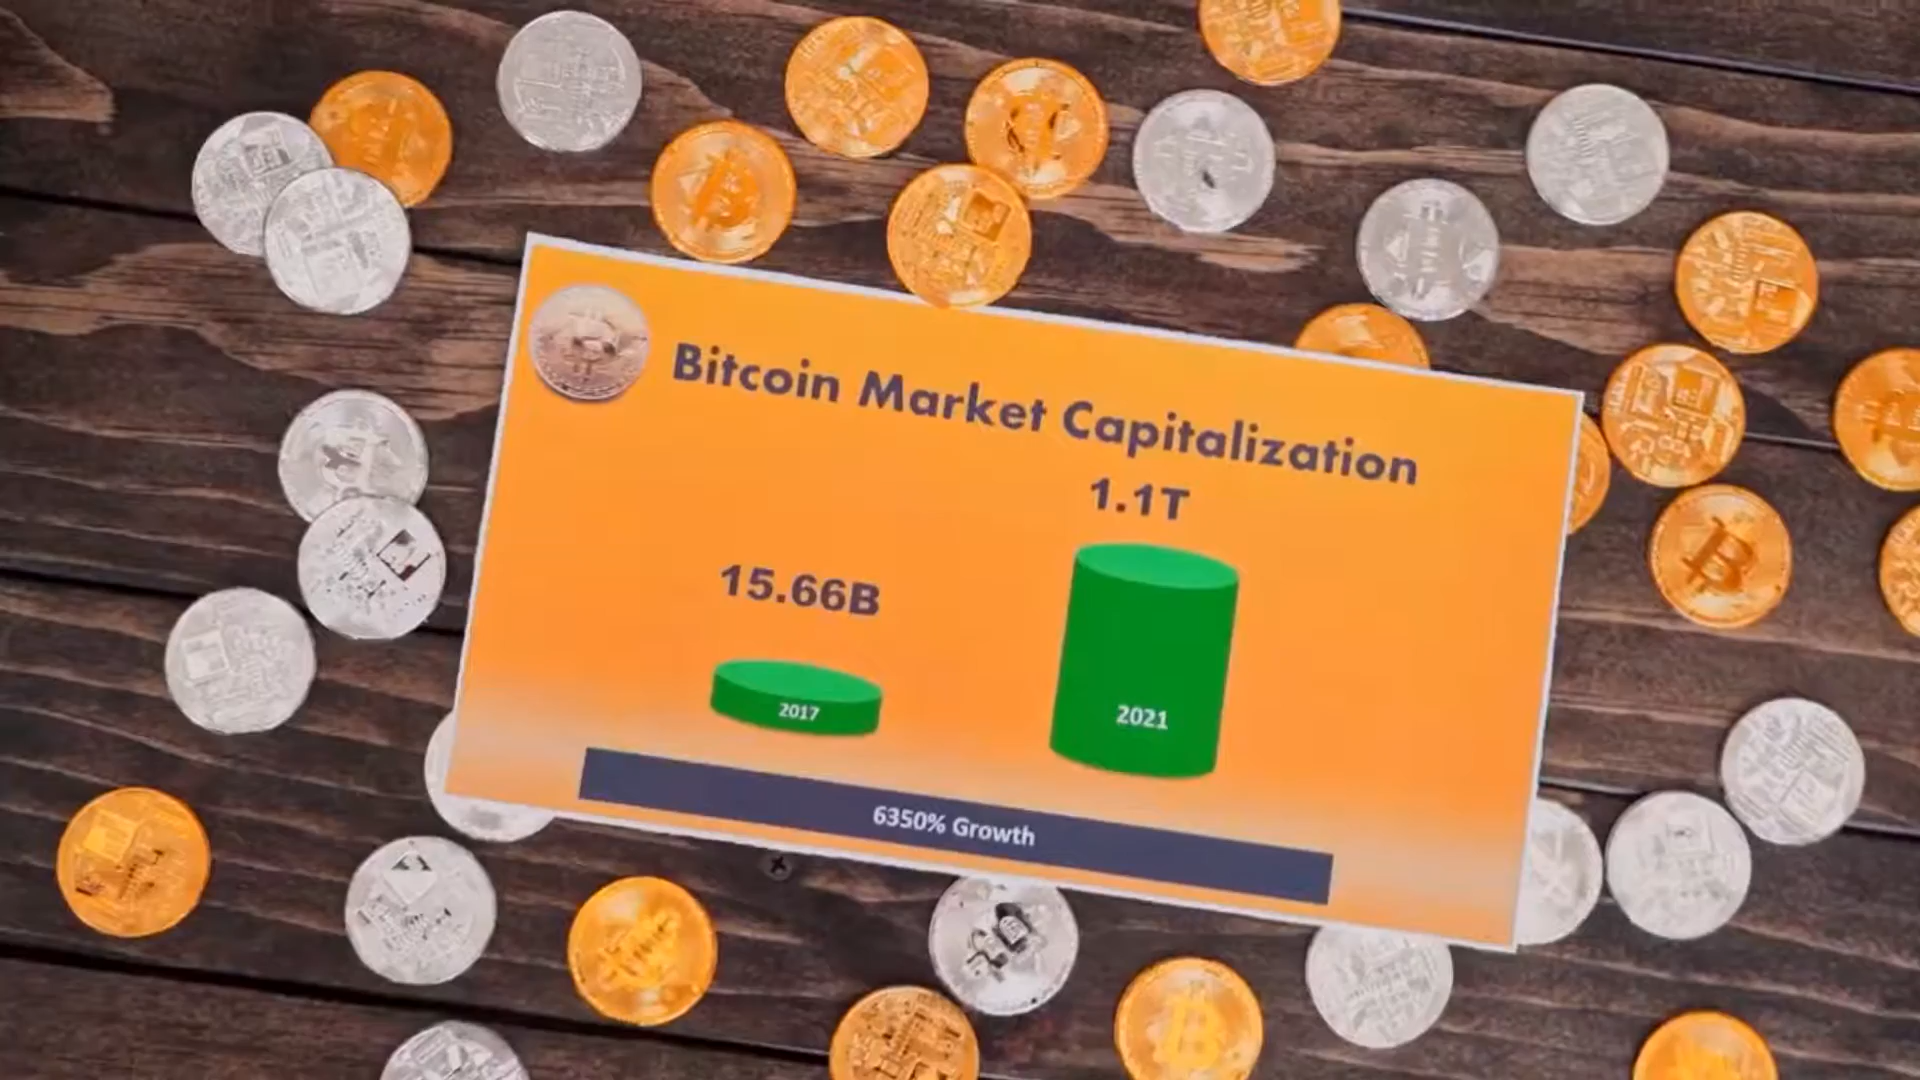 Bitcoin Market Capitalization
1.1T
15.66B
2017
2021
6350% Growth